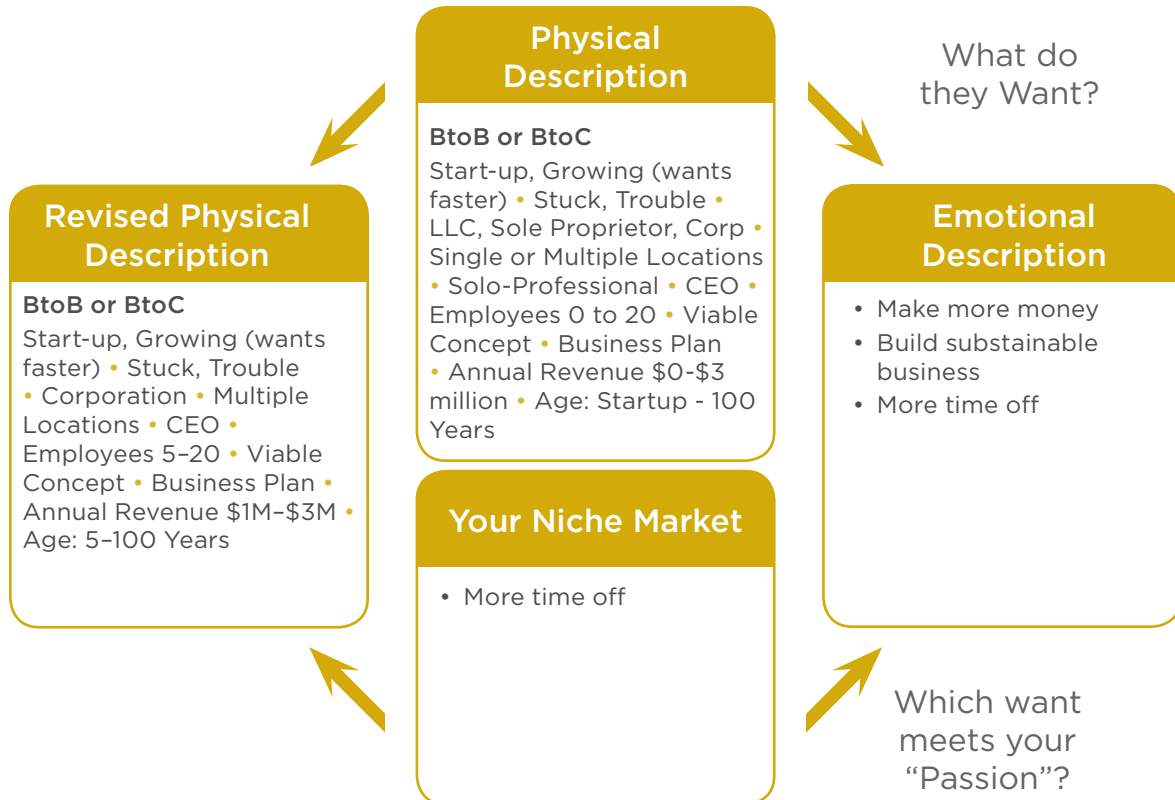 Physical
Description
BtoB or BtoC
Start-up, Growing (wants
faster) • Stuck, Trouble •
LLC, Sole Proprietor, Corp •
Single or Multiple Locations
• Solo-Professional • CEO •
Employees 0 to 20 • Viable
Concept • Business Plan
• Annual Revenue $0-$3
million • Age: Startup - 100
Years
What do
they Want?
Revised Physical
Description
BtoB or BtoC
Start-up, Growing (wants
faster) • Stuck, Trouble
• Corporation • Multiple
Locations • CEO •
Employees 5–20 • Viable
Concept • Business Plan •
Annual Revenue $1M–$3M •
Age: 5–100 Years
Emotional
Description
• Make more money
• Build substainable
business
• More time off
Your Niche Market
• More time off
Which want
meets your
“Passion”?